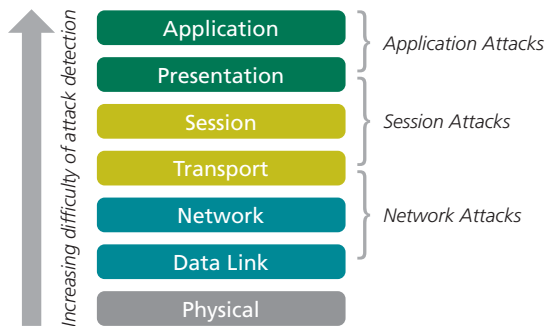 Increasing difficulty of attack detection
Application
Presentation
Session
Transport
Network
Data Link
Physical
Application Attacks
Session Attacks
Network Attacks